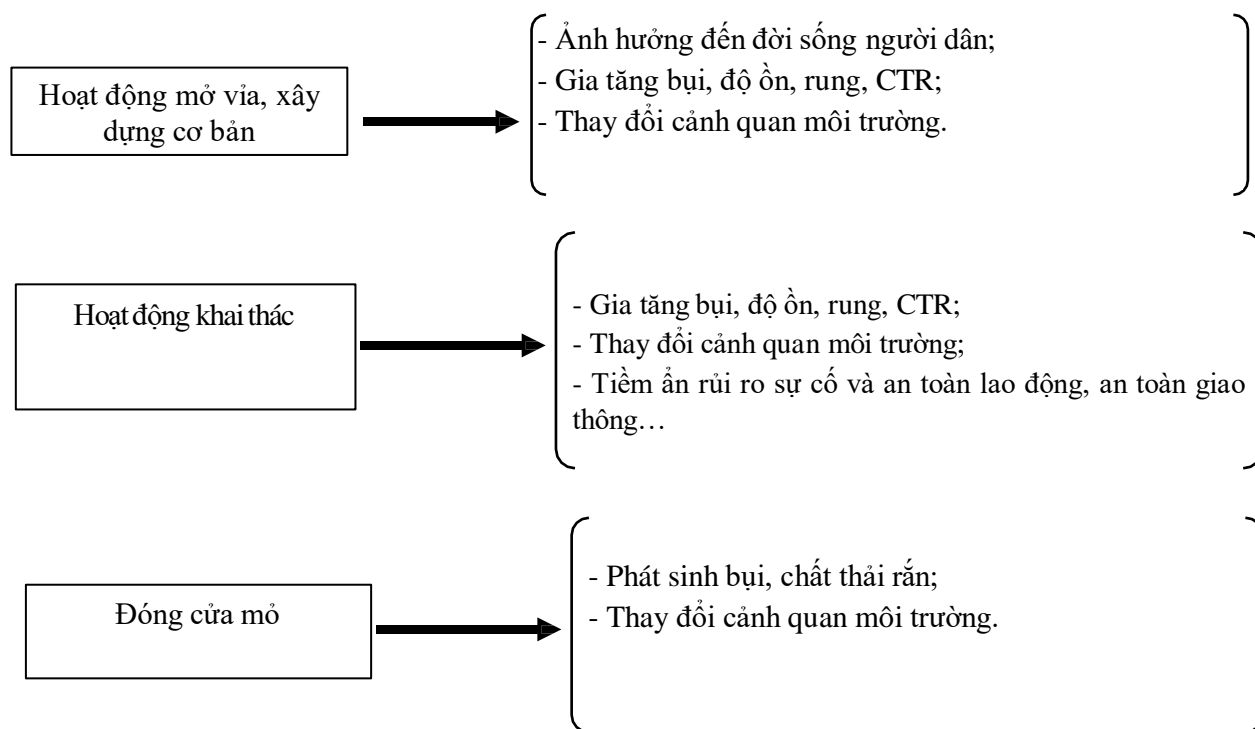 Hoạt động mở vỉa, xây
dựng cơ bản
- Ảnh hưởng đến đời sống người dân;
- Gia tăng bụi, độ ồn, rung, CTR;
- Thay đổi cảnh quan môi trường.
Hoạt động khai thác
- Gia tăng bụi, độ ồn, rung, CTR;
- Thay đổi cảnh quan môi trường;
- Tiềm ẩn rủi ro sự cố và an toàn lao động, an toàn giao
thông…
Đóng cửa mỏ
- Phát sinh bụi, chất thải rắn;
- Thay đổi cảnh quan môi trường.